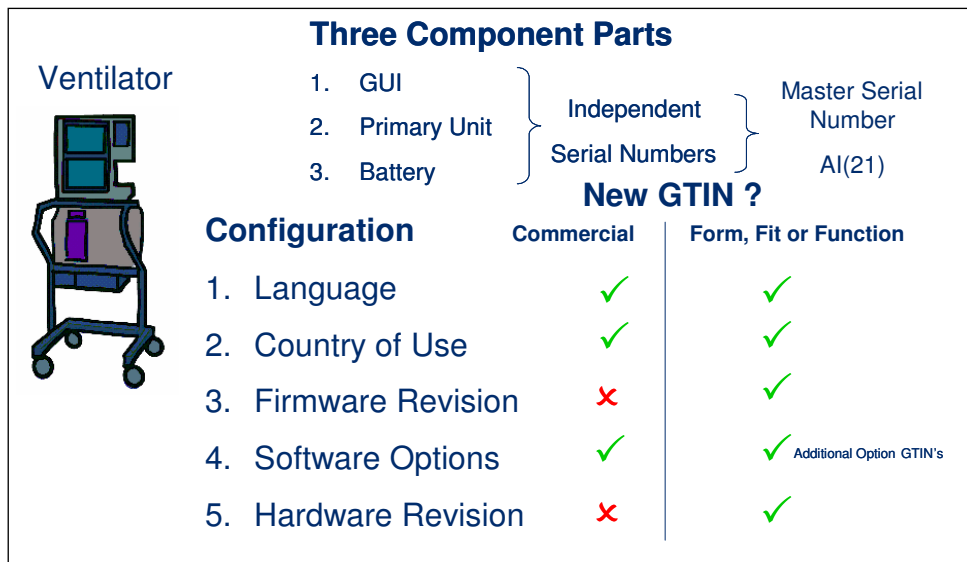 Three Component Parts
Ventilator
1. GUI
2. Primary Unit
3. Battery
Independent
Serial Numbers
Master Serial
Number
AI(21)
New GTIN ?
Configuration Commercial Form, Fit or Function
1. Language ✓ ✓
2. Country of Use ✓ ✓
3. Firmware Revision × ✓
4. Software Options ✓ ✓ Additional Option GTIN's
5. Hardware Revision × ✓